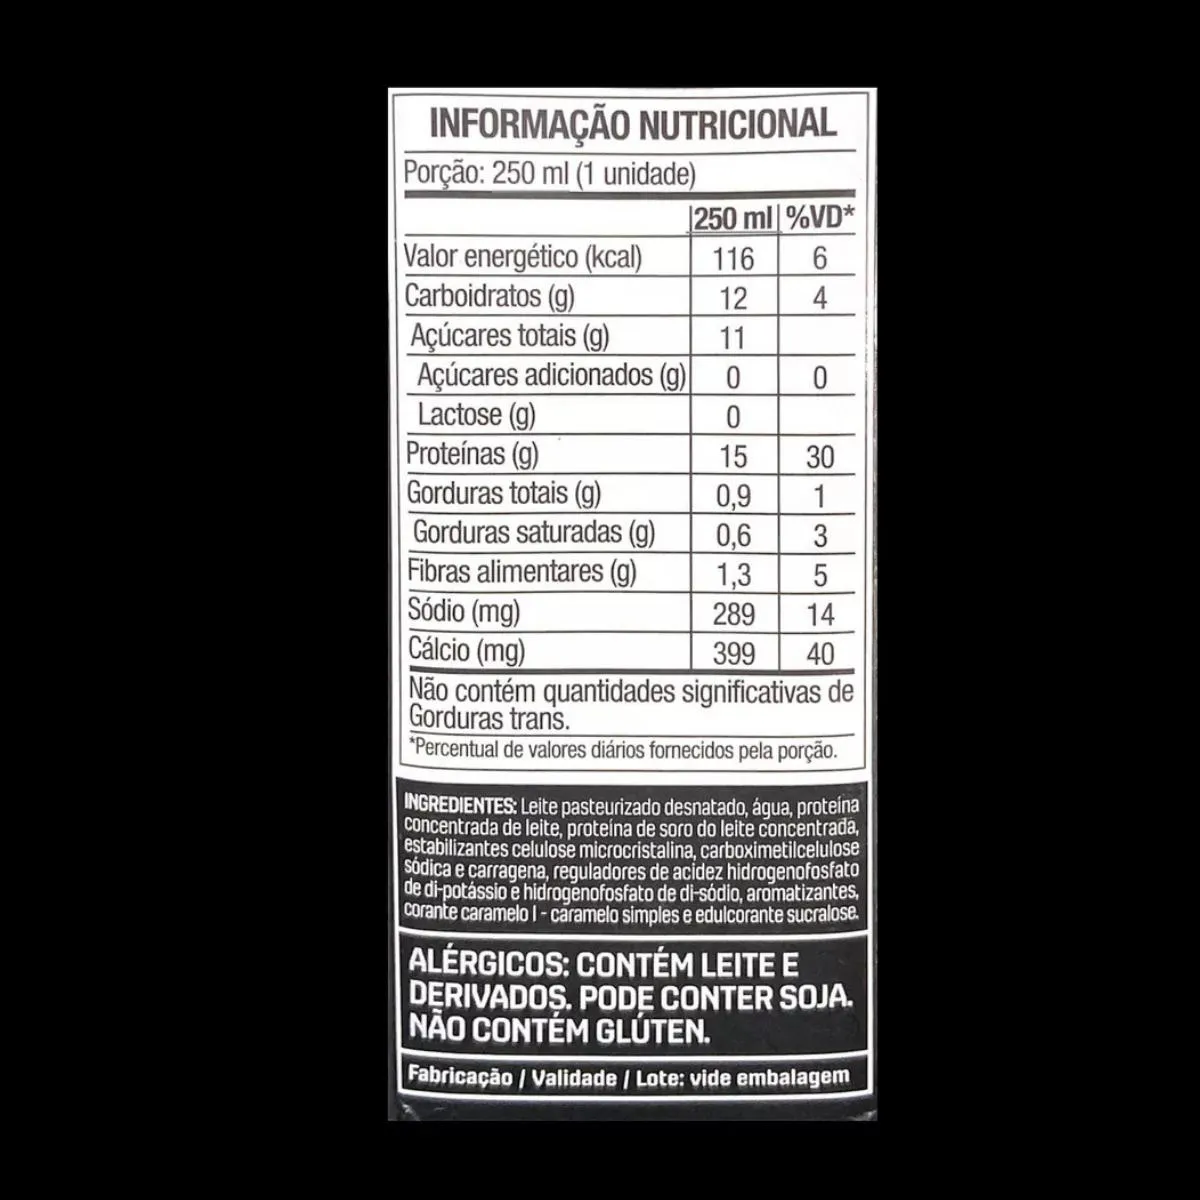 INFORMAÇÃO NUTRICIONAL
Porção: 250 ml (1 unidade)
250 ml %VD*
Valor energético (kcal) 116 6
Carboidratos (g) 12 4
Açúcares totais (g) 11
Açúcares adicionados (g) 0 0
Lactose (g) 0
Proteínas (g) 15 30
Gorduras totais (g) 0,9 1
Gorduras saturadas (g) 0,6 3
Fibras alimentares (g) 1,3 5
Sódio (mg) 289 14
Cálcio (mg) 399 40
Não contém quantidades significativas de
Gorduras trans.
*Percentual de valores diários fornecidos pela porção.
INGREDIENTES: Leite pasteurizado desnatado, água, proteína
concentrada de leite, proteína de soro do leite concentrada,
estabilizantes celulose microcristalina, carboximetilcelulose
sódica e carragena, reguladores de acidez hidrogenofosfato
de di-potássio e hidrogenofosfato de di-sódio, aromatizantes,
corante caramelo I - caramelo simples e edulcorante sucralose.
ALÉRGICOS: CONTÉM LEITE E
DERIVADOS. PODE CONTER SOJA.
NÃO CONTÉM GLÚTEN.
Fabricação / Validade / Lote: vide embalagem